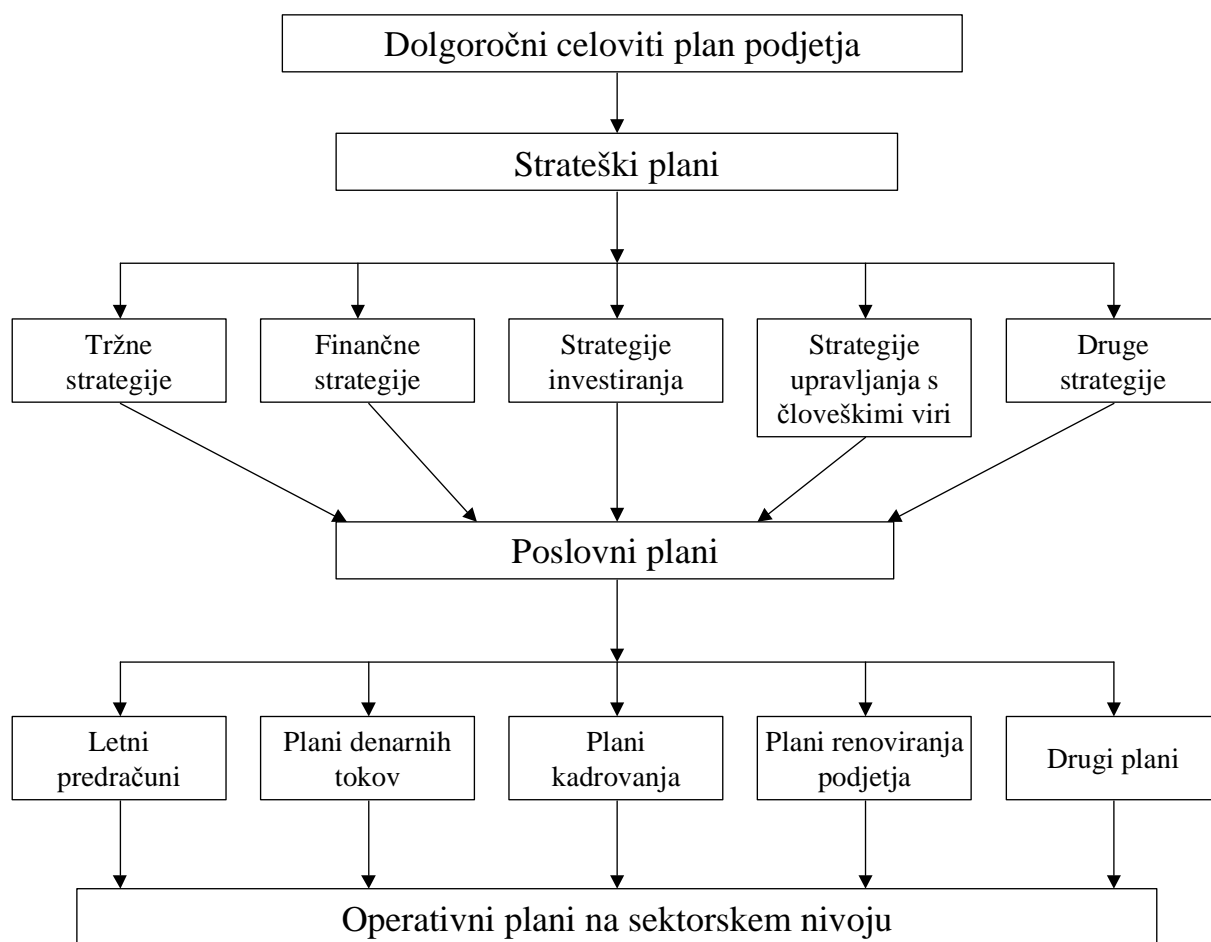 Dolgoročni celoviti plan podjetja
Strateški plani
Tržne
strategije
Finančne
strategije
Strategije
investiranja
Strategije
upravljanja s
človeškimi viri
Druge
strategije
Poslovni plani
Letni
predračuni
Plani denarnih
tokov
Plani
kadrovanja
Plani renoviranja
podjetja
Drugi plani
Operativni plani na sektorskem nivoju